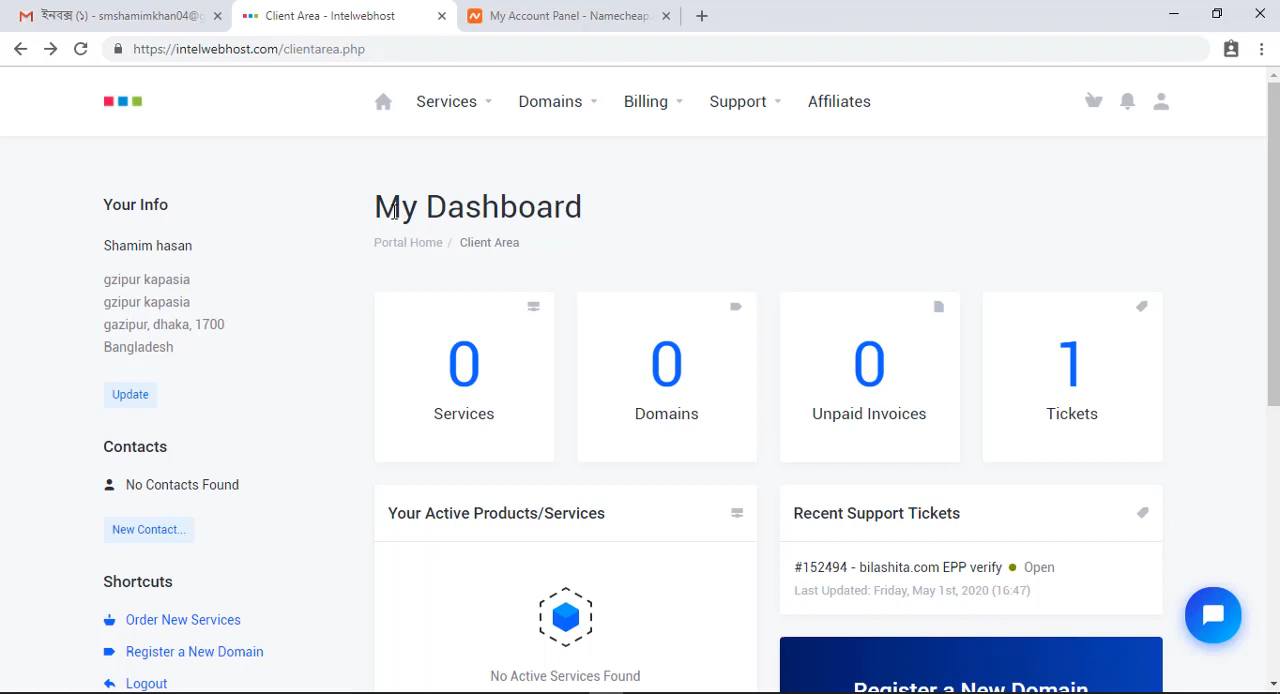 ইনবক্স (১) - smshamimkhan04@g
Client Area - Intelwebhost
My Account Panel - Namecheap.
https://intelwebhost.com/clientarea.php
Services
Domains
Billing
Support
Affiliates
Your Info
Shamim hasan
gzipur kapasia
gzipur kapasia
gazipur, dhaka, 1700
Bangladesh
Update
Contacts
No Contacts Found
New Contact...
Shortcuts
Order New Services
Register a New Domain
Logout
My Dashboard
Portal Home / Client Area
0
Services
0
Domains
0
Unpaid Invoices
1
Tickets
Your Active Products/Services
No Active Services Found
Recent Support Tickets
#152494 - bilashita.com EPP verify Open
Last Updated: Friday, May 1st, 2020 (16:47)
Register a New Domain